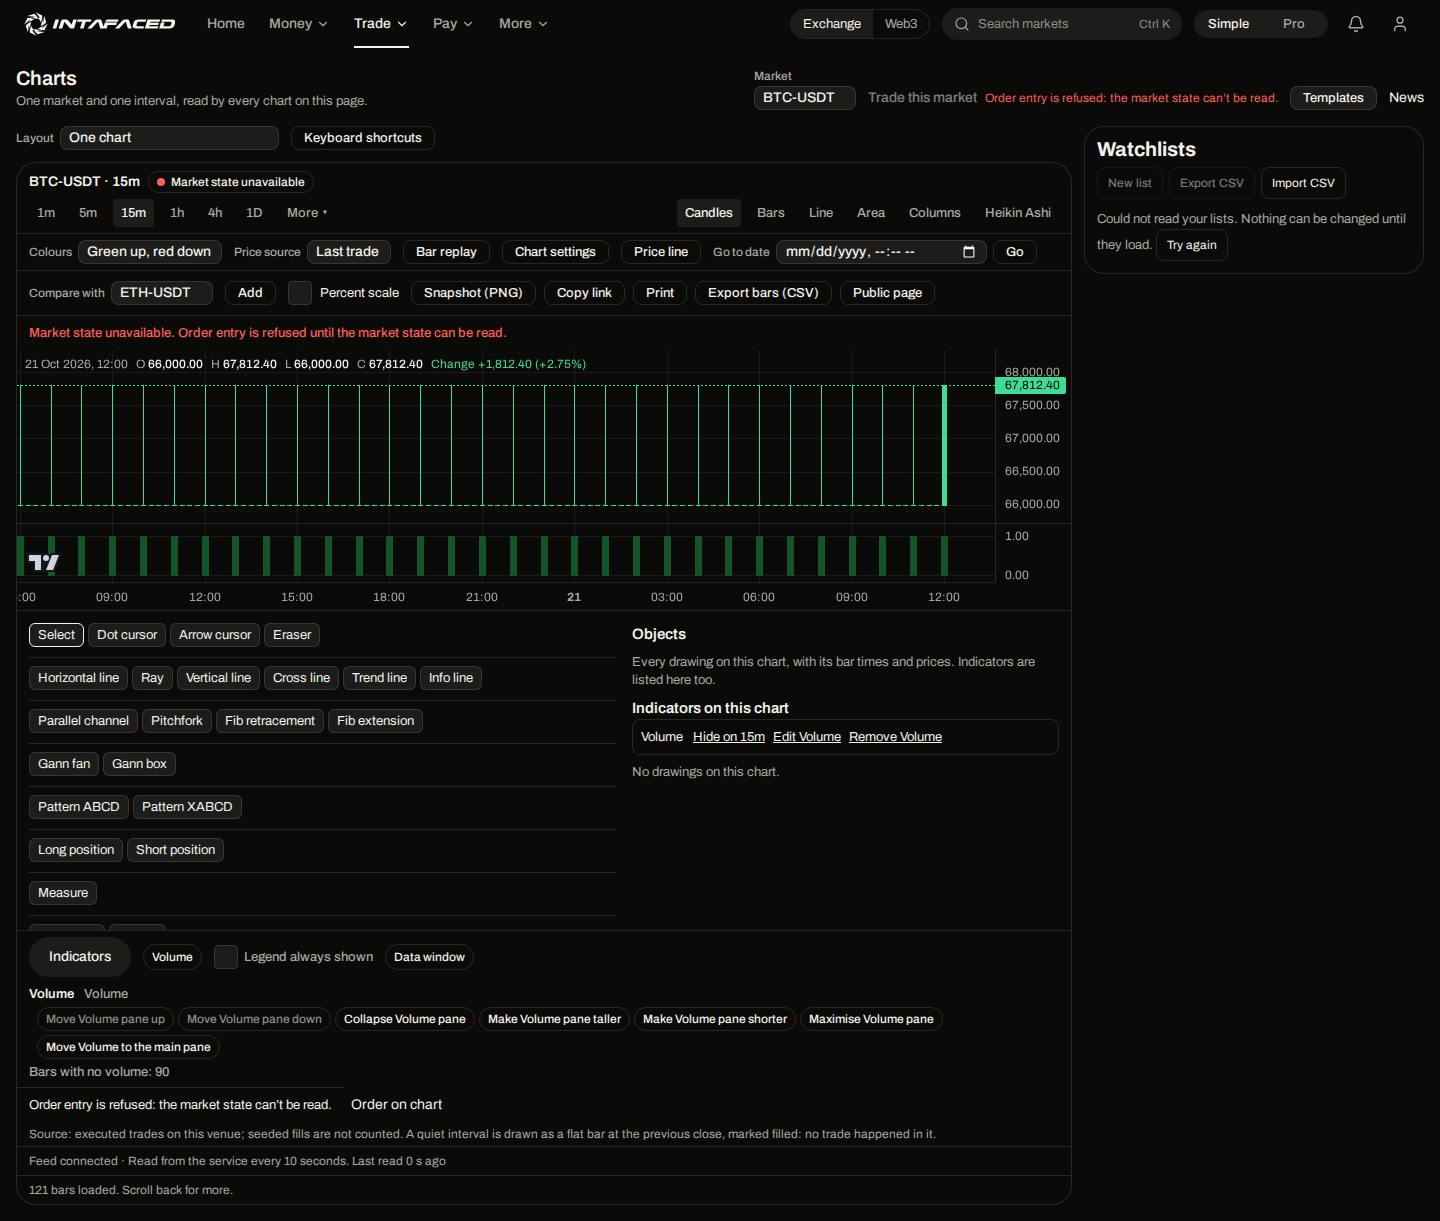 INTAFACED Home Money Trade Pay More Exchange Web3 Search markets Ctrl K Simple Pro
Charts
One market and one interval, read by every chart on this page.
Market
BTC-USDT Trade this market Order entry is refused: the market state can't be read. Templates News
Layout One chart Keyboard shortcuts
Watchlists
New list Export CSV Import CSV
Could not read your lists. Nothing can be changed until
they load. Try again
BTC-USDT · 15m Market state unavailable
1m 5m 15m 1h 4h 1D More Candles Bars Line Area Columns Heikin Ashi
Colours Green up, red down Price source Last trade Bar replay Chart settings Price line Go to date mm/dd/yyyy, --:-- -- Go
Compare with ETH-USDT Add Percent scale Snapshot (PNG) Copy link Print Export bars (CSV) Public page
Market state unavailable. Order entry is refused until the market state can be read.
21 Oct 2026, 12:00 O 66,000.00 H 67,812.40 L 66,000.00 C 67,812.40 Change +1,812.40 (+2.75%)
68,000.00
67,812.40
67,500.00
67,000.00
66,500.00
66,000.00
1.00
0.00
:00 09:00 12:00 15:00 18:00 21:00 21 03:00 06:00 09:00 12:00
Select Dot cursor Arrow cursor Eraser
Horizontal line Ray Vertical line Cross line Trend line Info line
Parallel channel Pitchfork Fib retracement Fib extension
Gann fan Gann box
Pattern ABCD Pattern XABCD
Long position Short position
Measure
Objects
Every drawing on this chart, with its bar times and prices. Indicators are
listed here too.
Indicators on this chart
Volume Hide on 15m Edit Volume Remove Volume
No drawings on this chart.
Indicators Volume Legend always shown Data window
Volume Volume
Move Volume pane up Move Volume pane down Collapse Volume pane Make Volume pane taller Make Volume pane shorter Maximise Volume pane
Move Volume to the main pane
Bars with no volume: 90
Order entry is refused: the market state can't be read. Order on chart
Source: executed trades on this venue; seeded fills are not counted. A quiet interval is drawn as a flat bar at the previous close, marked filled: no trade happened in it.
Feed connected · Read from the service every 10 seconds. Last read 0 s ago
121 bars loaded. Scroll back for more.